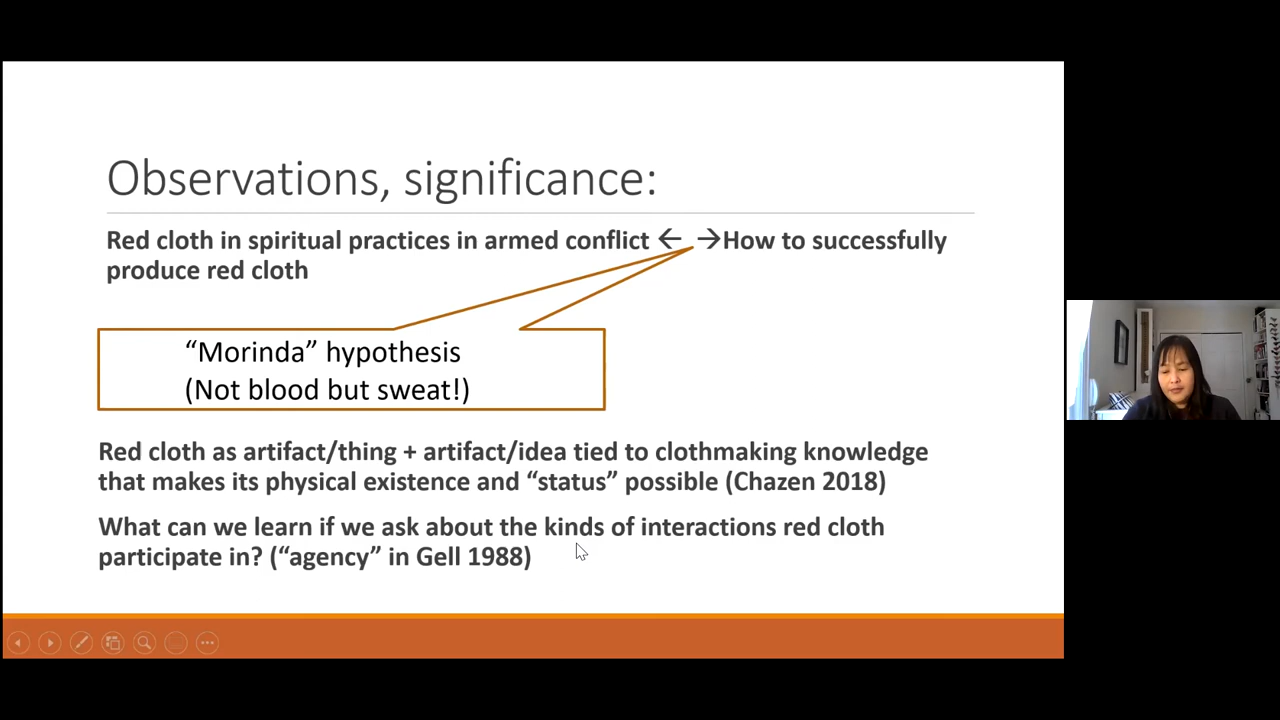 Observations, significance:
Red cloth in spiritual practices in armed conflict ← →How to successfully
produce red cloth
“Morinda” hypothesis
(Not blood but sweat!)
Red cloth as artifact/thing + artifact/idea tied to clothmaking knowledge
that makes its physical existence and “status” possible (Chazen 2018)
What can we learn if we ask about the kinds of interactions red cloth
participate in? (“agency” in Gell 1988)